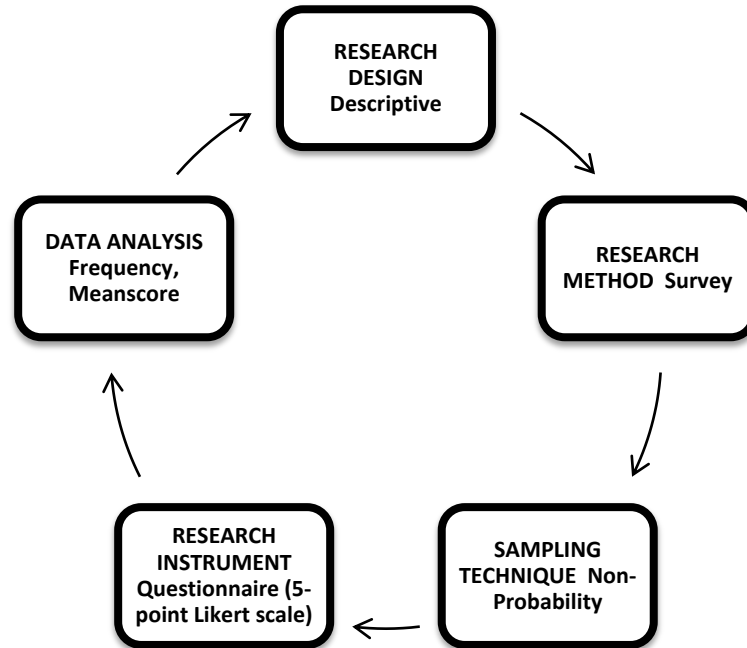 RESEARCH
DESIGN
Descriptive
RESEARCH
METHOD  Survey
SAMPLING
TECHNIQUE  Non-
Probability
RESEARCH
INSTRUMENT
Questionnaire (5-
point Likert scale)
DATA ANALYSIS
Frequency,
Meanscore